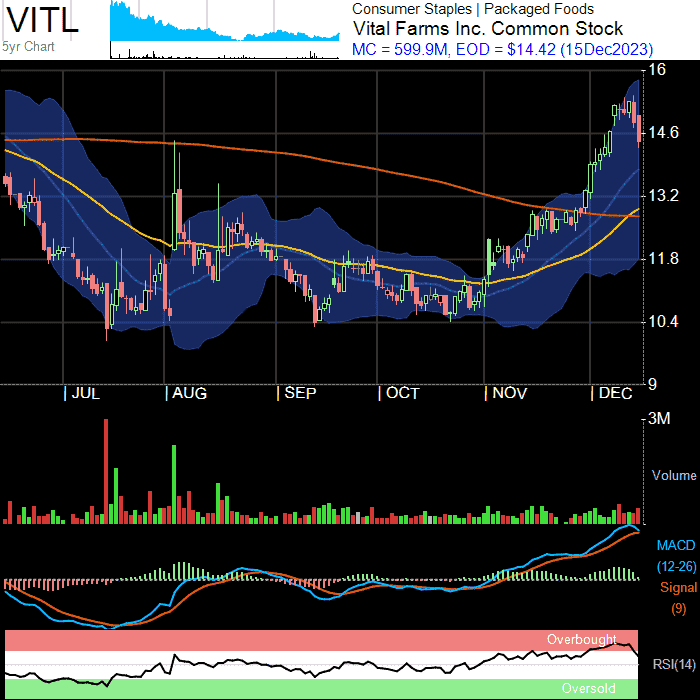 VITL
5yr Chart
Consumer Staples | Packaged Foods
Vital Farms Inc. Common Stock
MC = 599.9M, EOD = $14.42 (15Dec2023)
16
14.6
13.2
11.8
10.4
9
| JUL | AUG | SEP | OCT | NOV | DEC
3M
Volume
MACD
(12-26)
Signal
(9)
Overbought
RSI(14)
Oversold